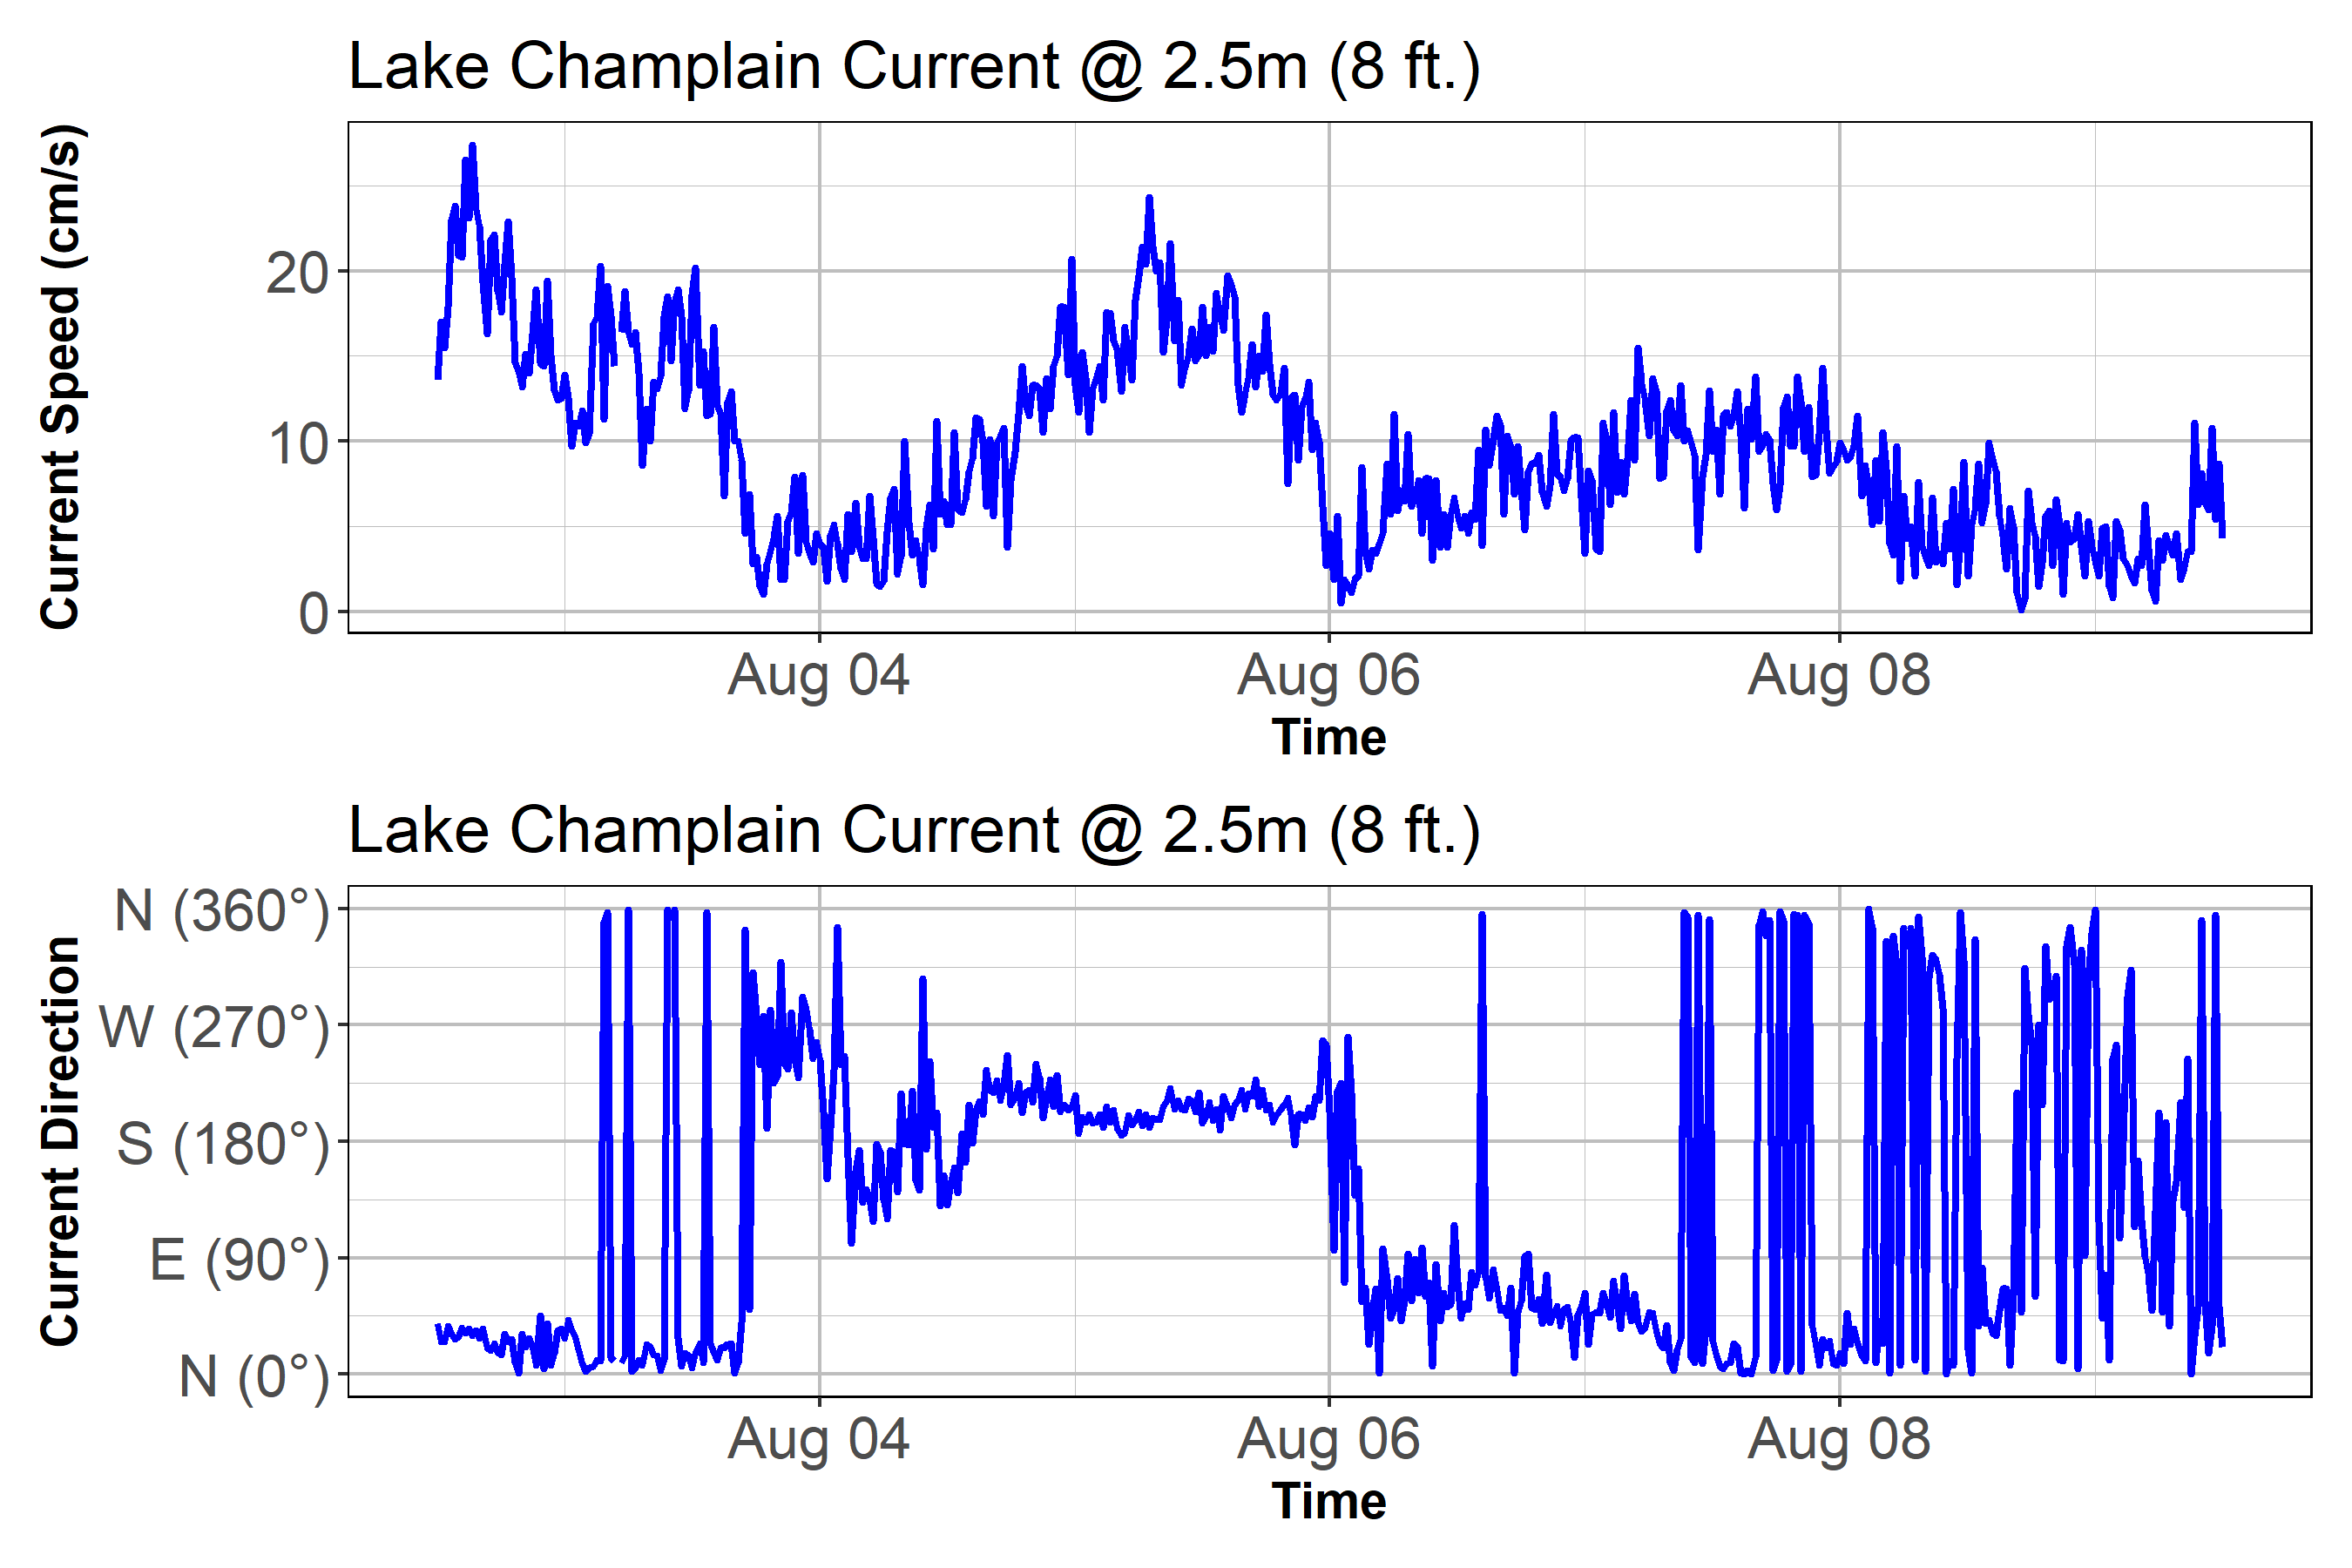 Lake Champlain Current @ 2.5m (8 ft.)
Current Speed (cm/s)
20
10
0
Aug 04 Aug 06 Aug 08
Time
Lake Champlain Current @ 2.5m (8 ft.)
Current Direction
N (360°)
W (270°)
S (180°)
E (90°)
N (0°)
Aug 04 Aug 06 Aug 08
Time